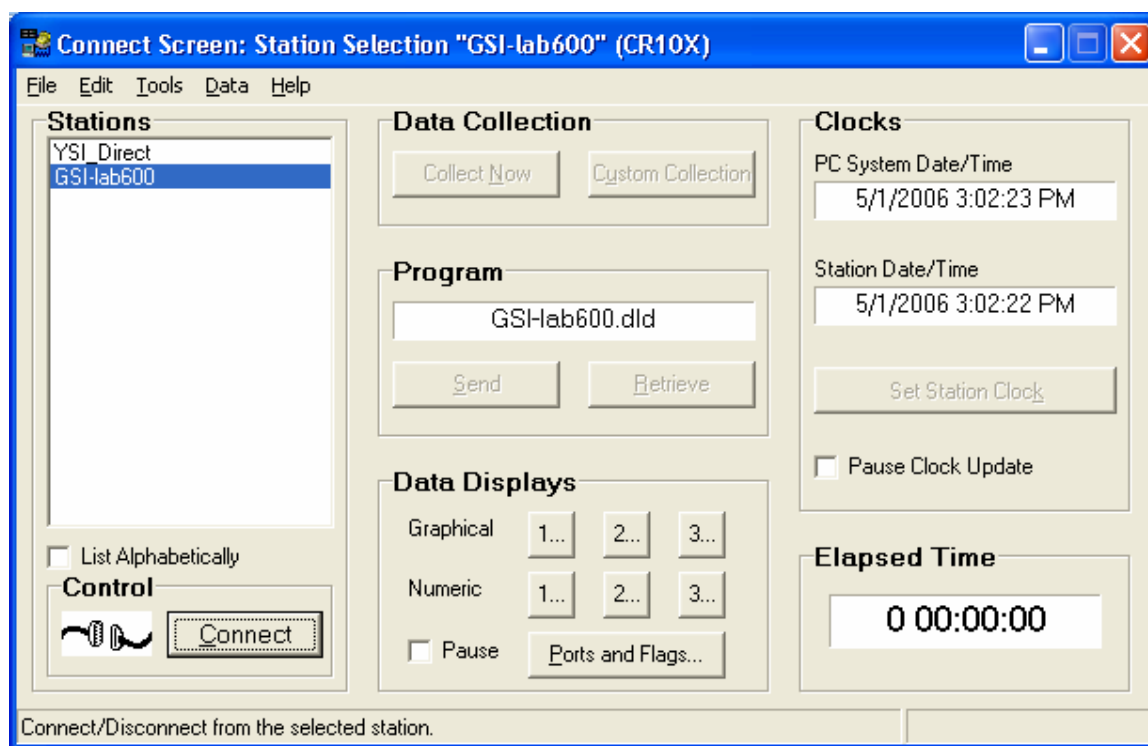 Connect Screen: Station Selection "GSI-lab600" (CR10X)
File Edit Tools Data Help
Stations
YSI_Direct
GSI-lab600
List Alphabetically
Control
Connect
Data Collection
Collect Now
Custom Collection
Program
GSI-lab600.dld
Send
Retrieve
Data Displays
Graphical 1... 2... 3...
Numeric 1... 2... 3...
Pause
Ports and Flags...
Clocks
PC System Date/Time
5/1/2006 3:02:23 PM
Station Date/Time
5/1/2006 3:02:22 PM
Set Station Clock
Pause Clock Update
Elapsed Time
0 00:00:00
Connect/Disconnect from the selected station.